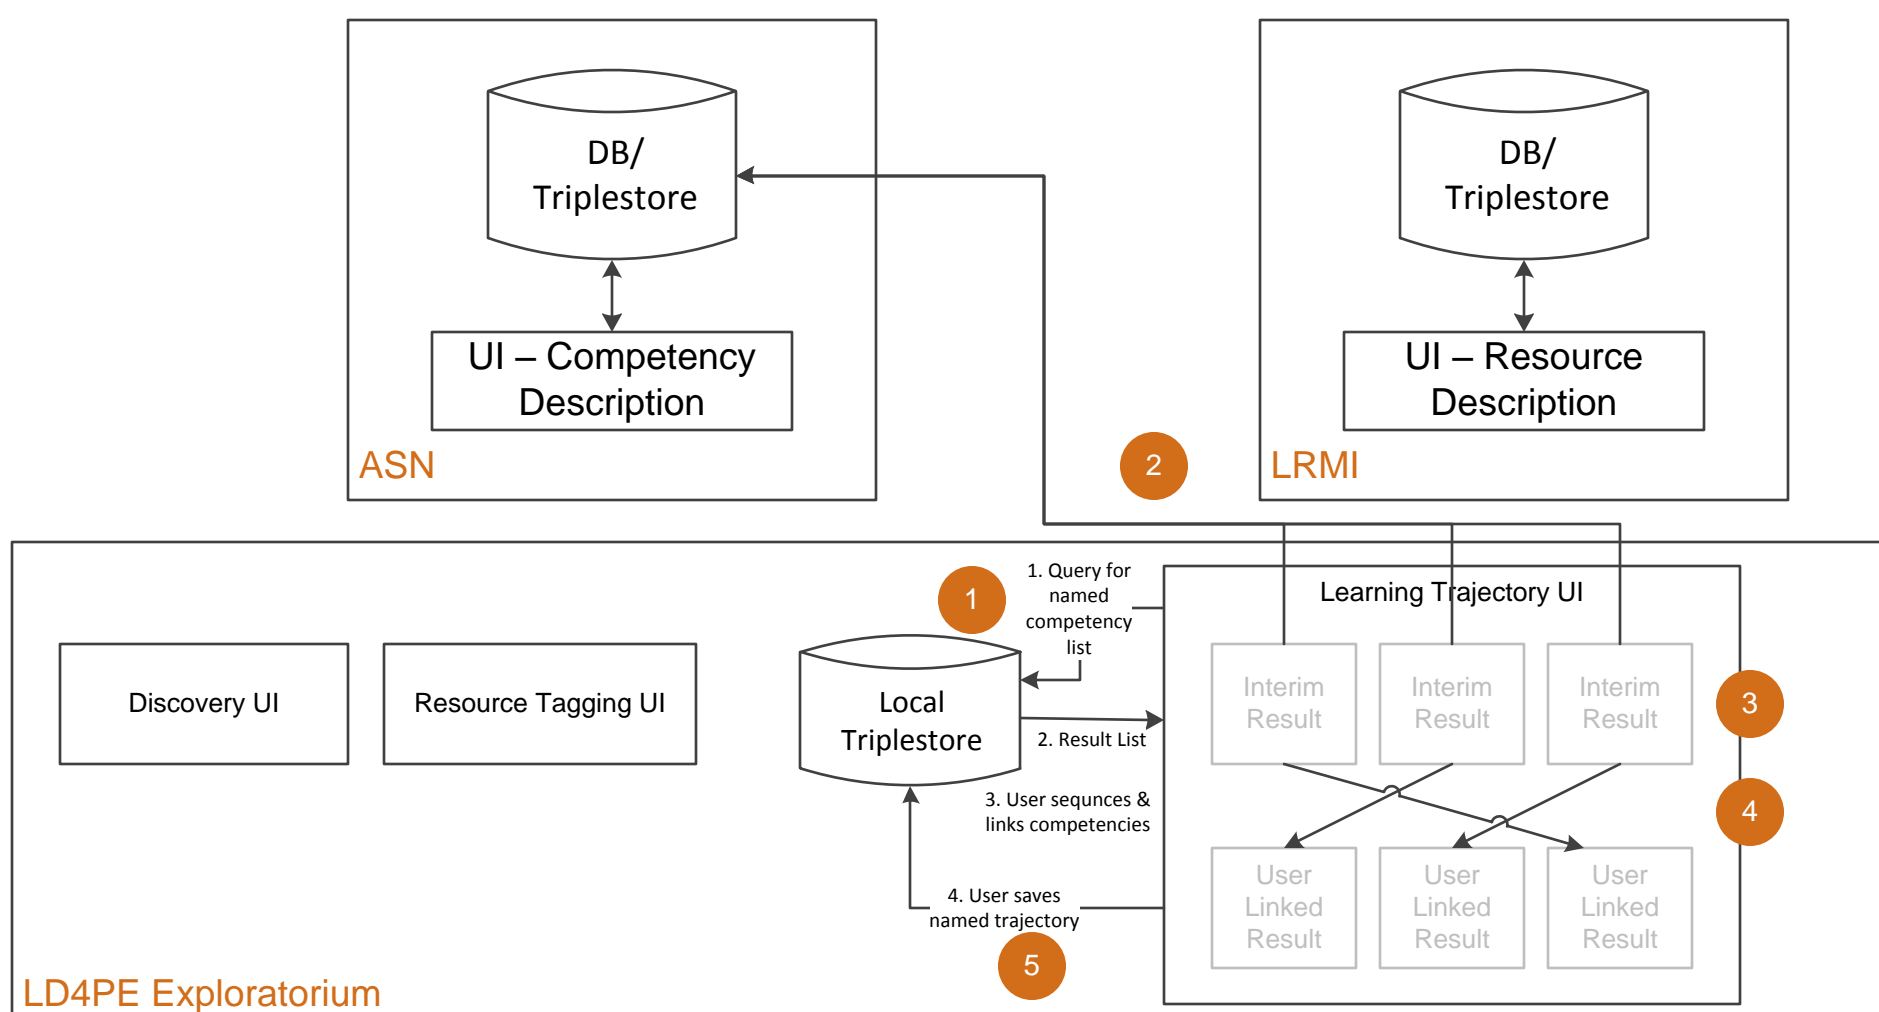 DB/
Triplestore
UI – Competency
Description
ASN
DB/
Triplestore
UI – Resource
Description
LRMI
2
1. Query for
named
competency
list
1
Learning Trajectory UI
Discovery UI
Resource Tagging UI
Local
Triplestore
2. Result List
Interim
Result
Interim
Result
Interim
Result
3
3. User sequnces &
links competencies
4
4. User saves
named trajectory
5
User
Linked
Result
User
Linked
Result
User
Linked
Result
LD4PE Exploratorium